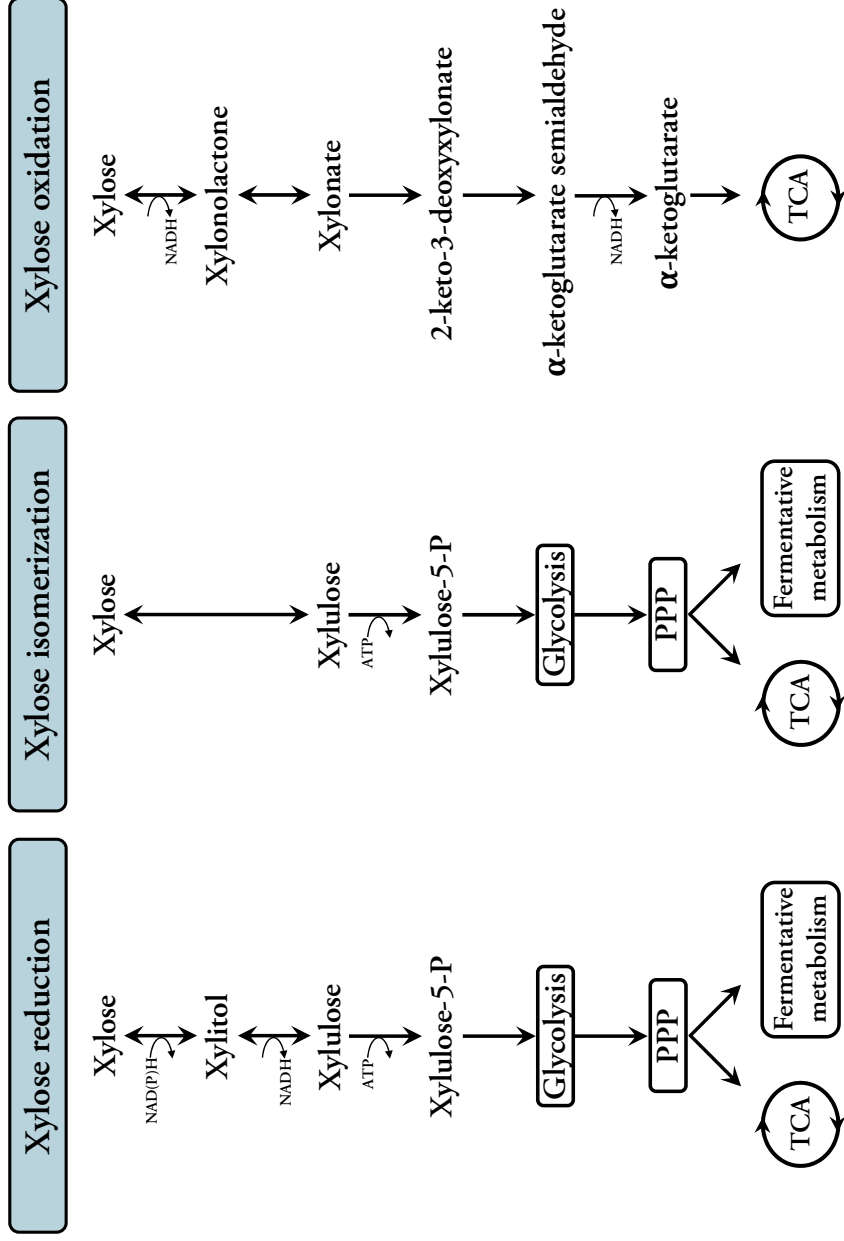 Xylose reduction
Xylose
NAD(P)H
Xylitol
NADH
Xylulose
ATP
Xylulose-5-P
Glycolysis
PPP
TCA
Fermentative
metabolism
Xylose isomerization
Xylose
Xylulose
ATP
Xylulose-5-P
Glycolysis
PPP
TCA
Fermentative
metabolism
Xylose oxidation
Xylose
NADH
Xylonolactone
Xylonate
2-keto-3-deoxyxylonate
α-ketoglutarate semialdehyde
NADH
α-ketoglutarate
TCA